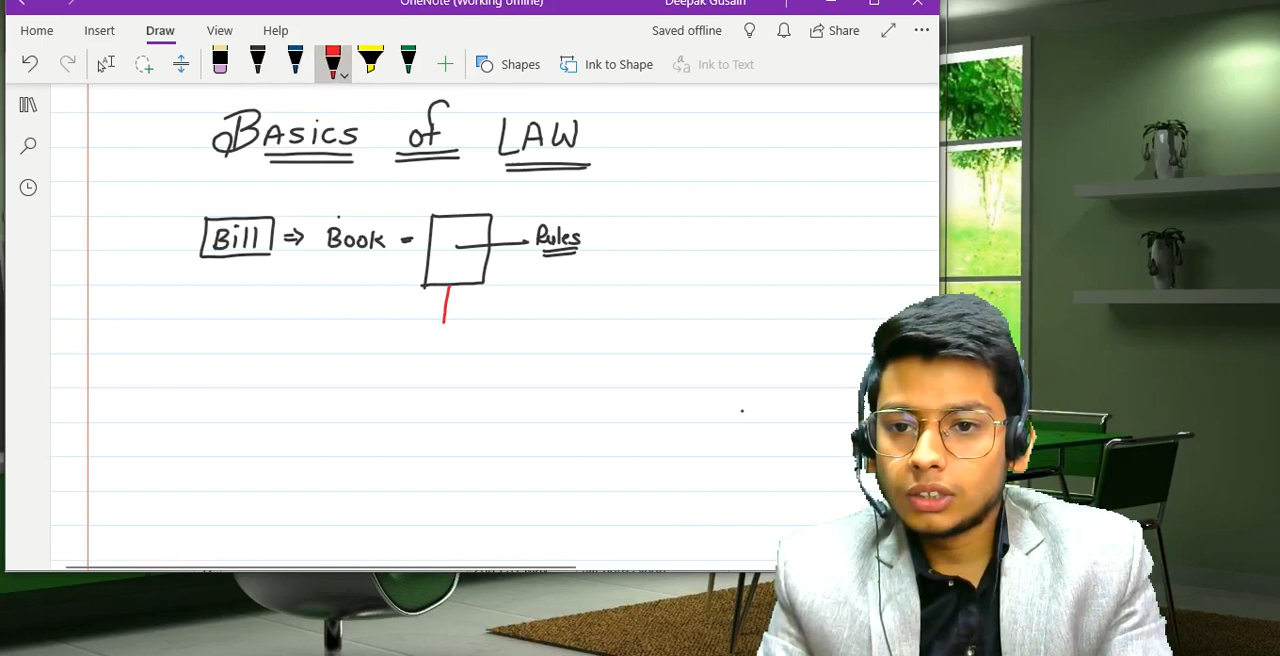 OneNote (Working offline) Deepak Gusain
Home Insert Draw View Help Saved offline Share
Shapes Ink to Shape Ink to Text
BASICS of LAW
Bill ⇒ Book - Rules